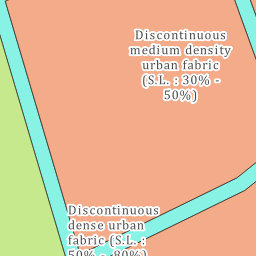 Discontinuous
medium density
urban fabric
(S.L. : 30% -
50%)
Discontinuous
dense urban
fabric (S.L. :
50% - 80%)